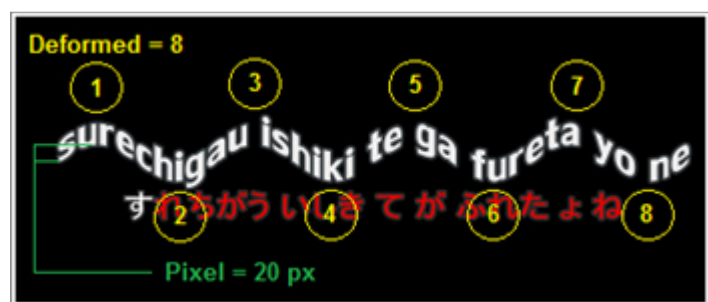 Deformed = 8
1 3 5 7
surechigau ishiki te ga fureta yo ne
すれちがう いしき て が ふれた よ ね
2 4 6 8
Pixel = 20 px